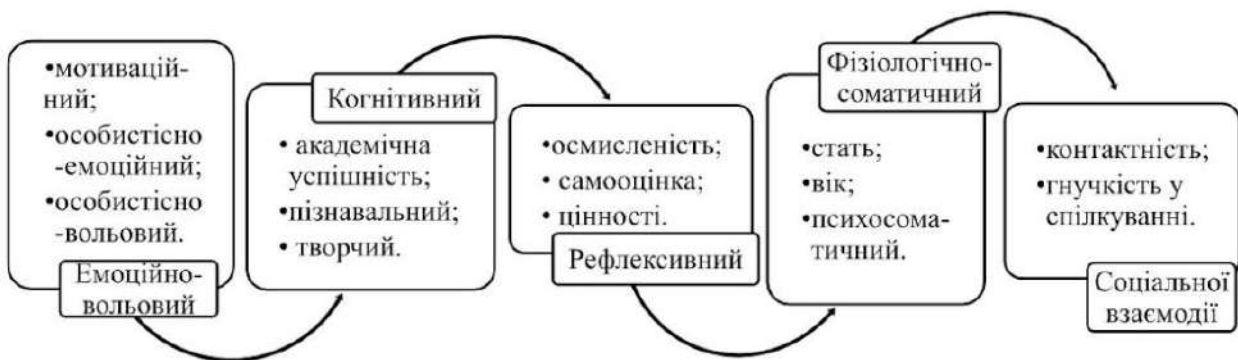 •мотивацій-
ний;
•особистісно
-емоційний;
•особистісно
-вольовий.
Емоційно-
вольовий
Когнітивний
• академічна
успішність;
•пізнавальний;
• творчий.
•осмисленість;
• самооцінка;
• цінності.
Рефлексивний
Фізіологічно-
соматичний
•стать;
•вік;
•психосома-
тичний.
•контактність;
•гнучкість у
спілкуванні.
Соціальної
взаємодії